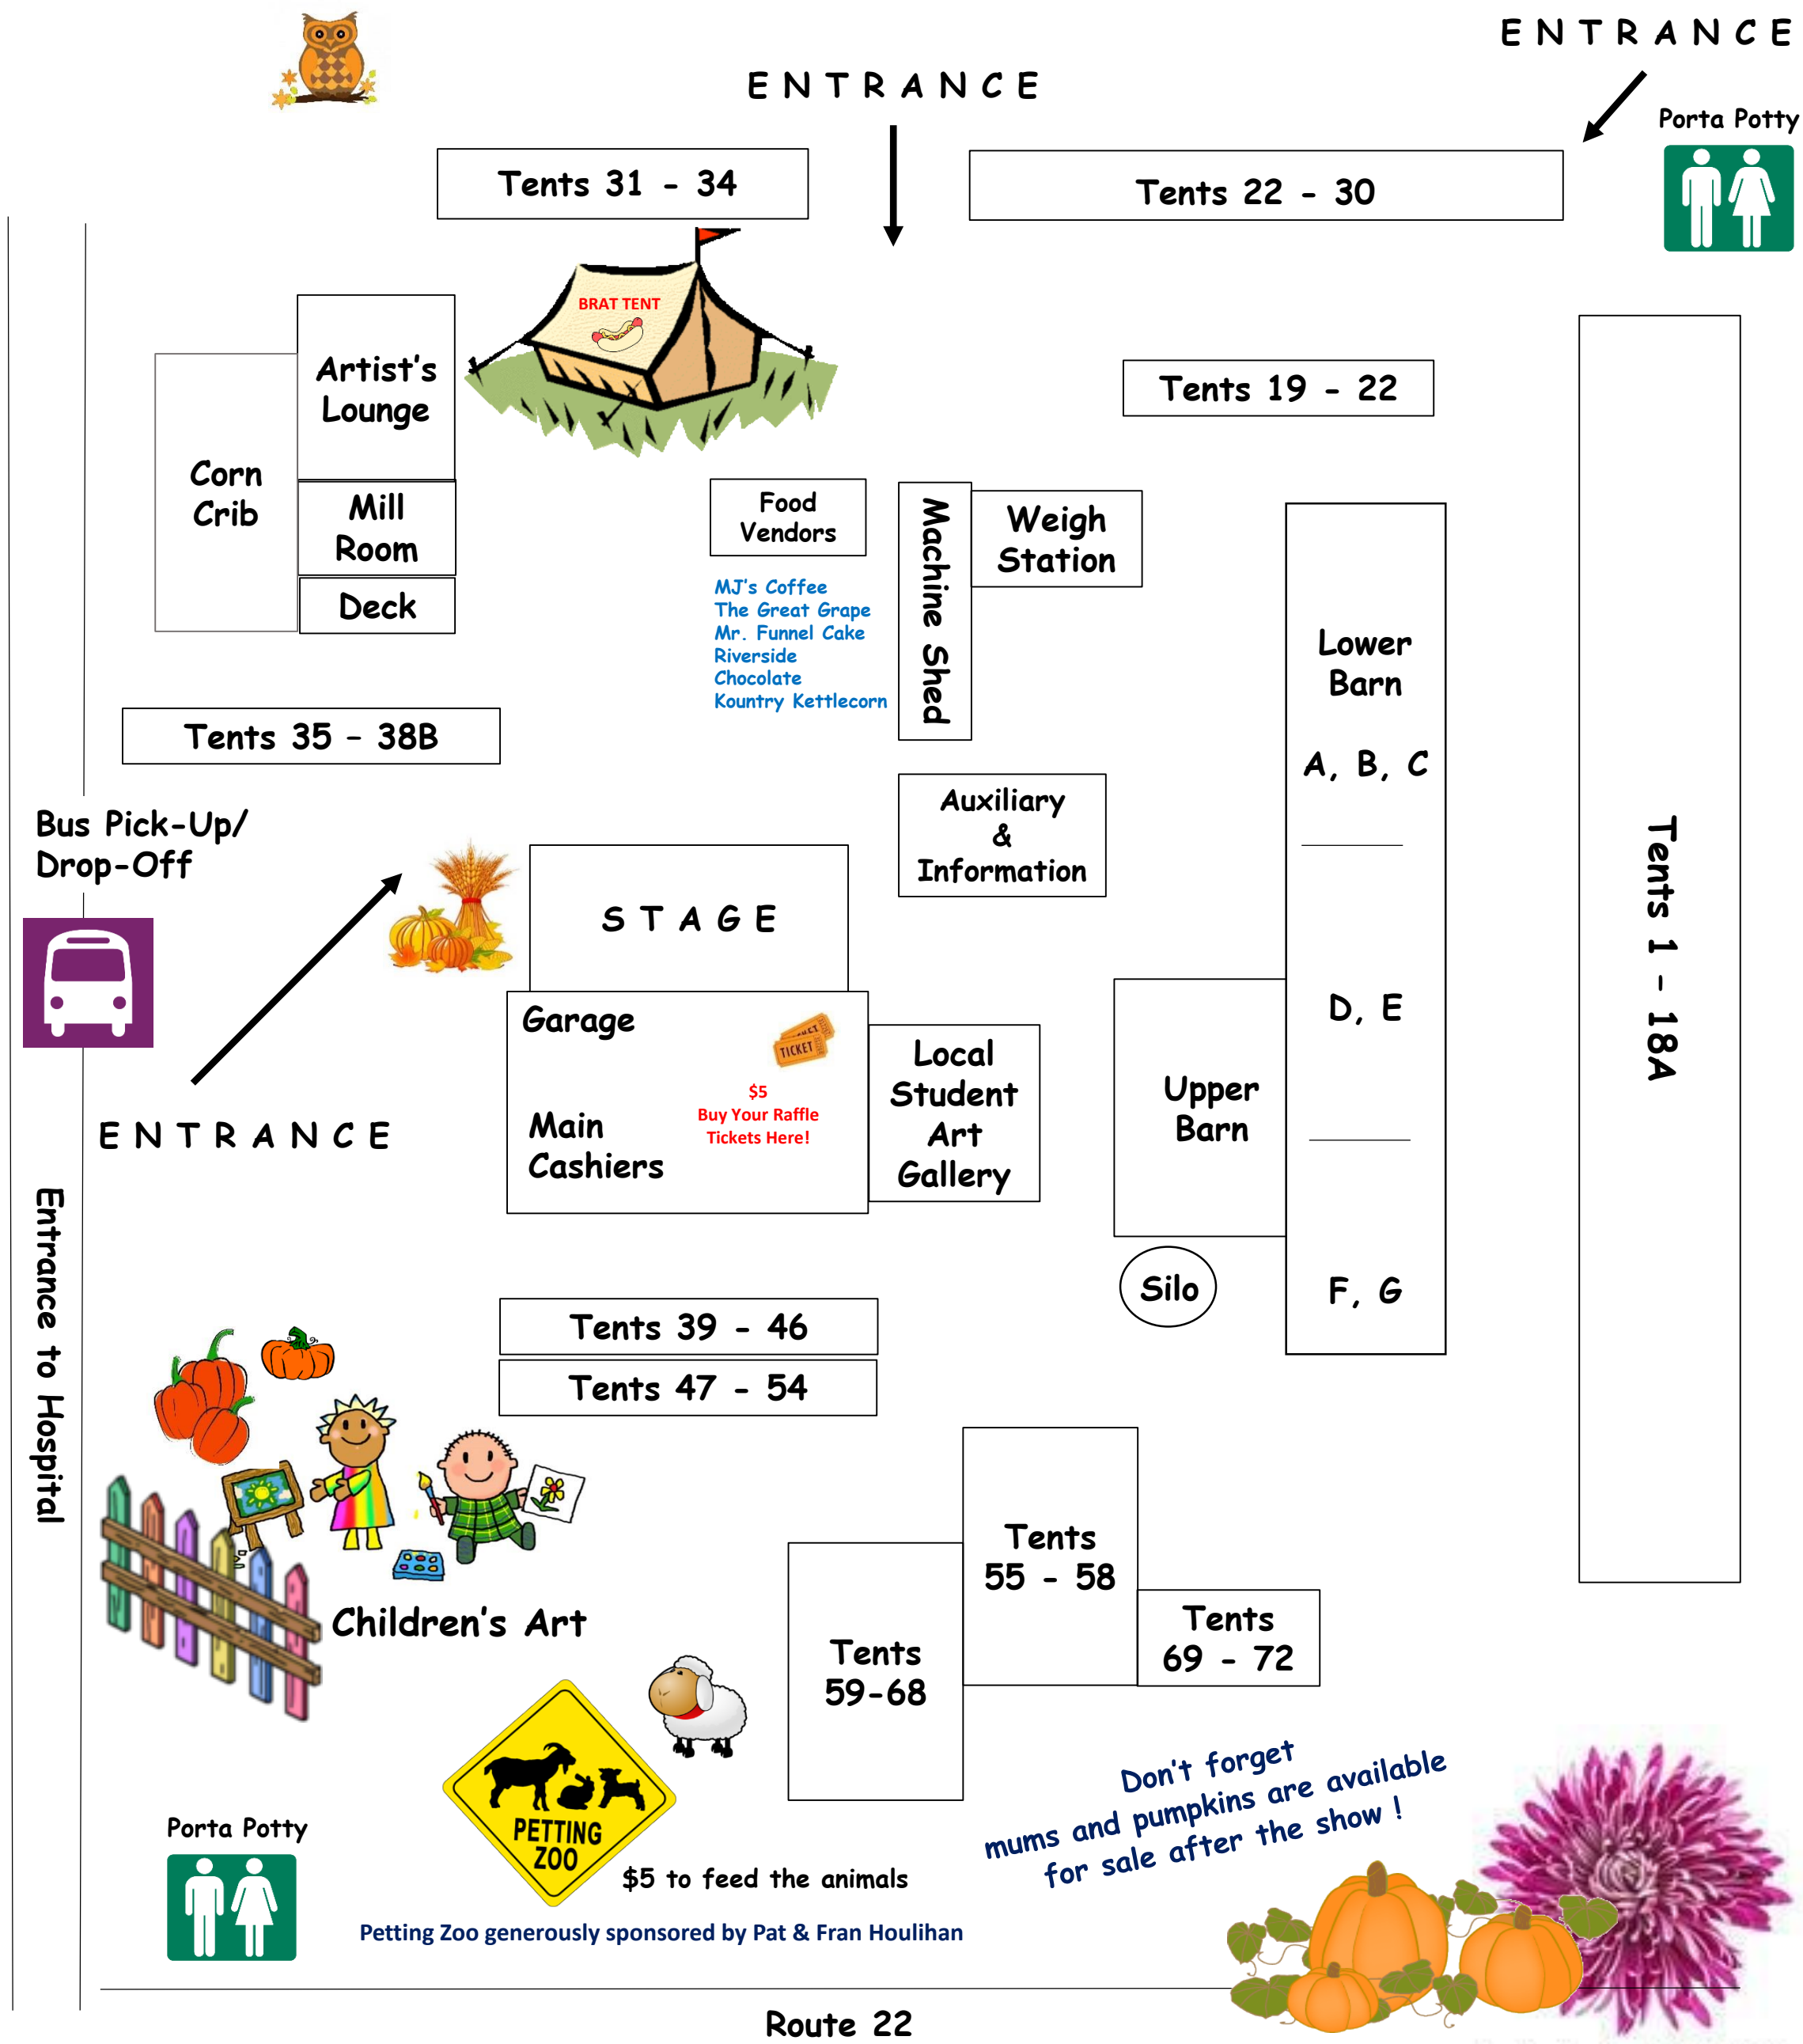 ENTRANCE
ENTRANCE
Porta Potty
Tents 31 - 34
Tents 22 - 30
BRAT TENT
Artist's
Lounge
Tents 19 - 22
Corn
Crib
Mill
Room
Deck
Food
Vendors
MJ's Coffee
The Great Grape
Mr. Funnel Cake
Riverside
Chocolate
Kountry Kettlecorn
Machine Shed
Weigh
Station
Lower
Barn
A, B, C
D, E
F, G
Tents 1 - 18A
Tents 35 - 38B
Auxiliary
&
Information
Bus Pick-Up/
Drop-Off
STAGE
Garage
TICKET
$5
Buy Your Raffle
Tickets Here!
Main
Cashiers
Local
Student
Art
Gallery
Upper
Barn
ENTRANCE
Silo
Entrance to Hospital
Tents 39 - 46
Tents 47 - 54
Tents
55 - 58
Tents
59-68
Tents
69 - 72
Children's Art
PETTING
ZOO
$5 to feed the animals
Petting Zoo generously sponsored by Pat & Fran Houlihan
Don't forget
mums and pumpkins are available
for sale after the show !
Porta Potty
Route 22